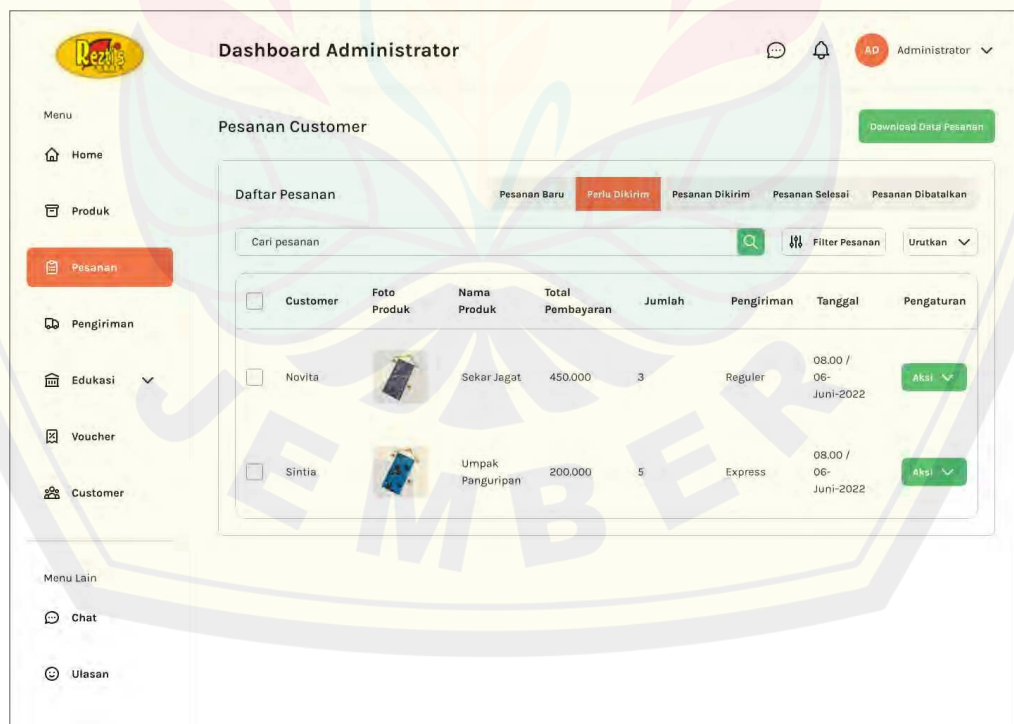 Rezti's
Dashboard Administrator
AD
Administrator
Menu
Home
Produk
Pesanan
Pengiriman
Edukasi
Voucher
Customer
Menu Lain
Chat
Ulasan
Pesanan Customer
Download Data Pesanan
Daftar Pesanan
Pesanan Baru
Perlu Dikirim
Pesanan Dikirim
Pesanan Selesai
Pesanan Dibatalkan
Cari pesanan
Filter Pesanan
Urutkan
Customer
Foto
Produk
Nama
Produk
Total
Pembayaran
Jumlah
Pengiriman
Tanggal
Pengaturan
Novita
Sekar Jagat
450.000
3
Reguler
08.00 /
06-
Juni-2022
Aksi
Sintia
Umpak
Panguripan
200.000
5
Express
08.00 /
06-
Juni-2022
Aksi
JEMBER